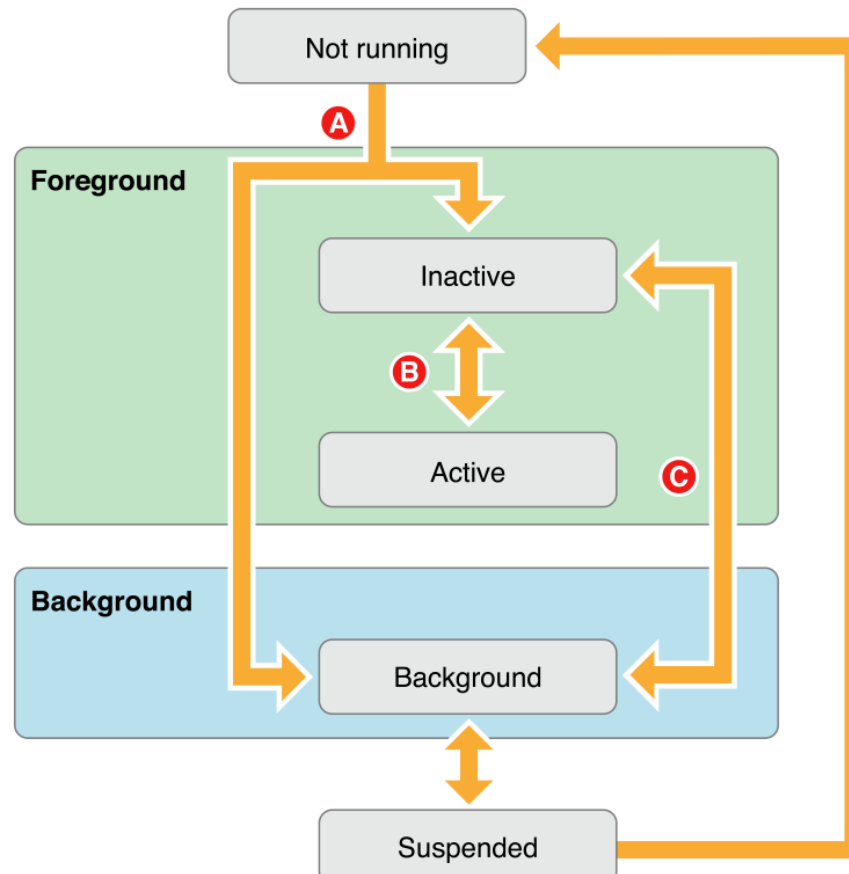 Not running
A
Foreground
Inactive
B
Active
C
Background
Background
Suspended